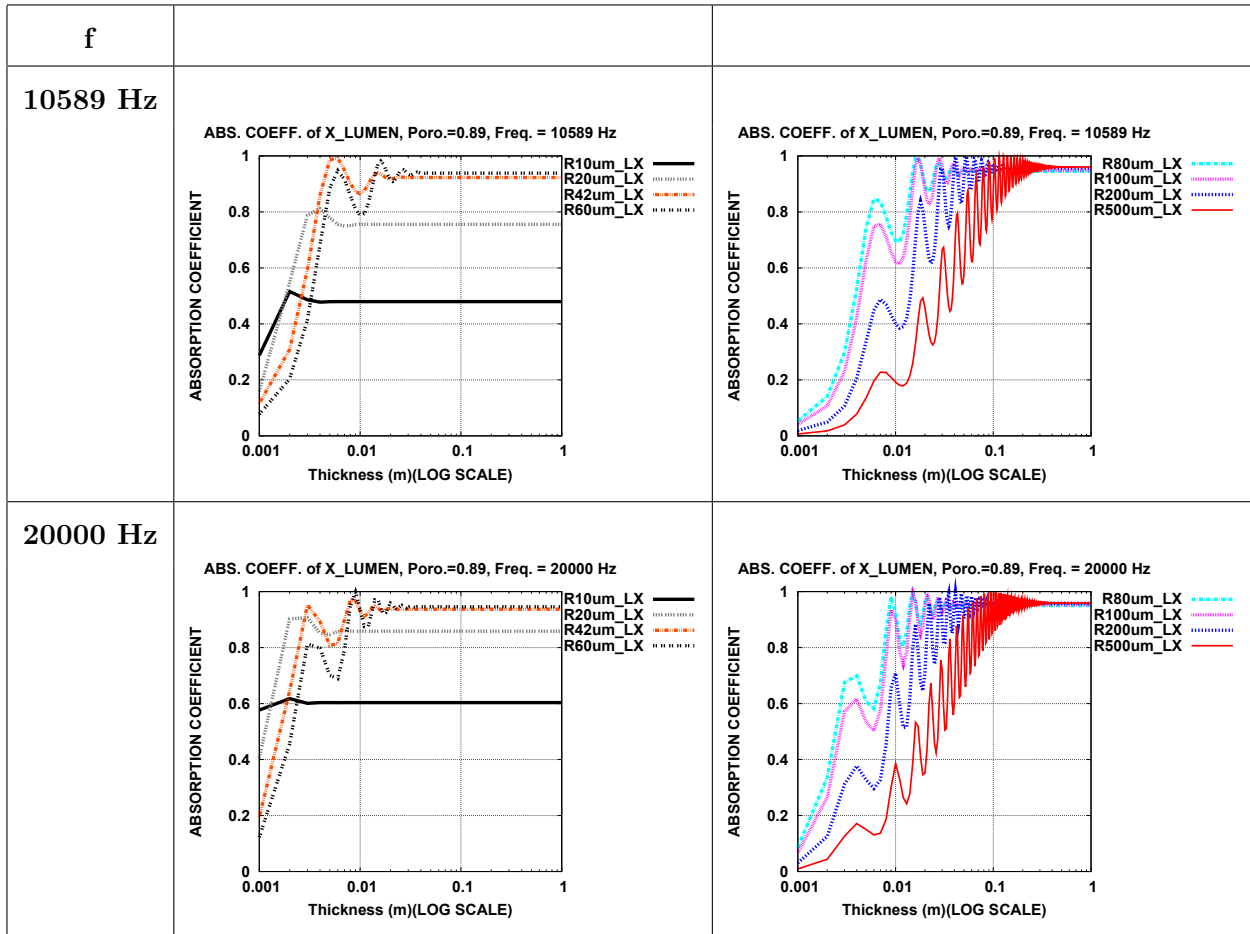 f
10589 Hz
ABS. COEFF. of X_LUMEN, Poro.=0.89, Freq. = 10589 Hz
ABSORPTION COEFFICIENT
1
0.8
0.6
0.4
0.2
0
0.001 0.01 0.1 1
Thickness (m)(LOG SCALE)
R10um_LX
R20um_LX
R42um_LX
R60um_LX
ABS. COEFF. of X_LUMEN, Poro.=0.89, Freq. = 10589 Hz
ABSORPTION COEFFICIENT
1
0.8
0.6
0.4
0.2
0
0.001 0.01 0.1 1
Thickness (m)(LOG SCALE)
R80um_LX
R100um_LX
R200um_LX
R500um_LX
20000 Hz
ABS. COEFF. of X_LUMEN, Poro.=0.89, Freq. = 20000 Hz
ABSORPTION COEFFICIENT
1
0.8
0.6
0.4
0.2
0
0.001 0.01 0.1 1
Thickness (m)(LOG SCALE)
R10um_LX
R20um_LX
R42um_LX
R60um_LX
ABS. COEFF. of X_LUMEN, Poro.=0.89, Freq. = 20000 Hz
ABSORPTION COEFFICIENT
1
0.8
0.6
0.4
0.2
0
0.001 0.01 0.1 1
Thickness (m)(LOG SCALE)
R80um_LX
R100um_LX
R200um_LX
R500um_LX